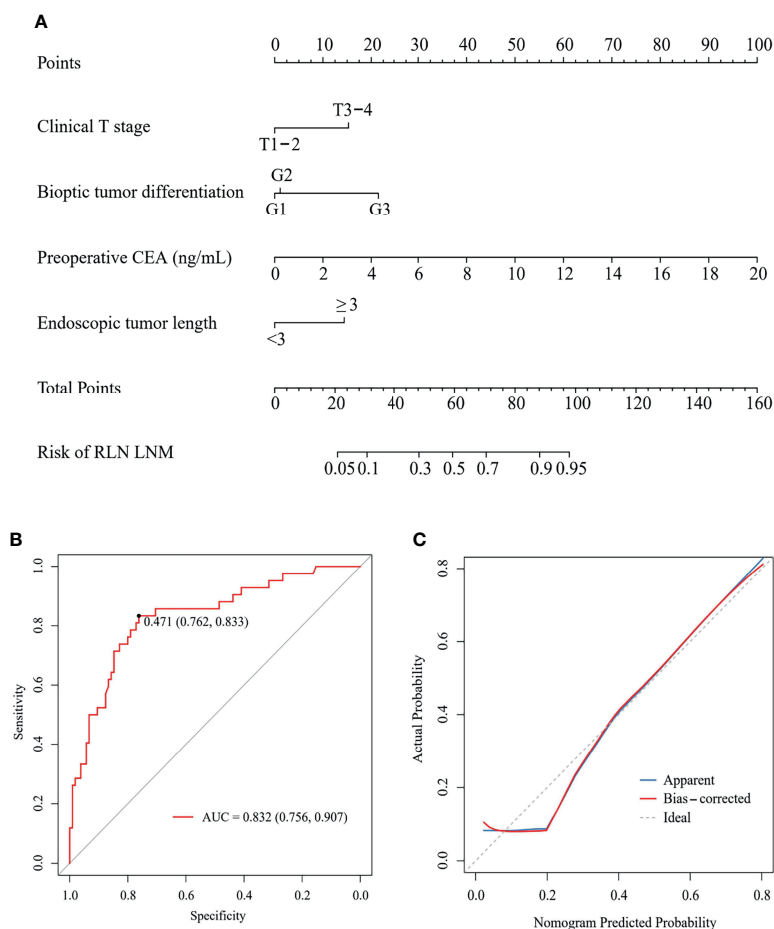 A
Points 0 10 20 30 40 50 60 70 80 90 100
T3−4
Clinical T stage
T1−2
G2
Bioptic tumor differentiation
G1 G3
Preoperative CEA (ng/mL)
0 2 4 6 8 10 12 14 16 18 20
≥3
Endoscopic tumor length
<3
Total Points
0 20 40 60 80 100 120 140 160
Risk of RLN LNM
0.05 0.1 0.3 0.5 0.7 0.9 0.95
B
Sensitivity
1.0
0.8
0.6
0.4
0.2
0.0
0.471 (0.762, 0.833)
AUC = 0.832 (0.756, 0.907)
1.0 0.8 0.6 0.4 0.2 0.0
Specificity
C
Actual Probability
0.8
0.6
0.4
0.2
0.0
Apparent
Bias−corrected
Ideal
0.0 0.2 0.4 0.6 0.8
Nomogram Predicted Probability